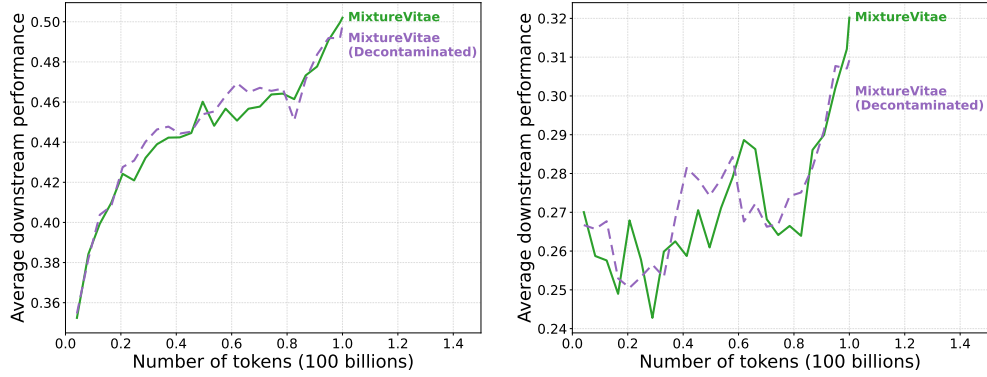 Average downstream performance
0.50
0.48
0.46
0.44
0.42
0.40
0.38
0.36
0.0 0.2 0.4 0.6 0.8 1.0 1.2 1.4
Number of tokens (100 billions)
MixtureVitae
MixtureVitae
(Decontaminated)
Average downstream performance
0.32
0.31
0.30
0.29
0.28
0.27
0.26
0.25
0.24
0.0 0.2 0.4 0.6 0.8 1.0 1.2 1.4
Number of tokens (100 billions)
MixtureVitae
MixtureVitae
(Decontaminated)